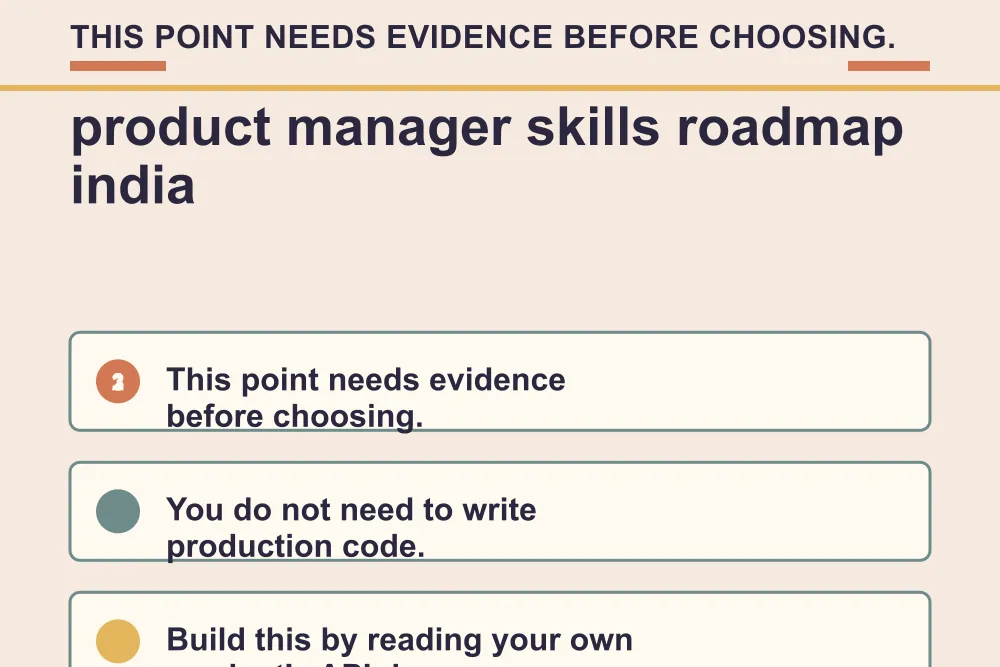 THIS POINT NEEDS EVIDENCE BEFORE CHOOSING.
product manager skills roadmap
india
This point needs evidence
before choosing.
You do not need to write
production code.
Build this by reading your own